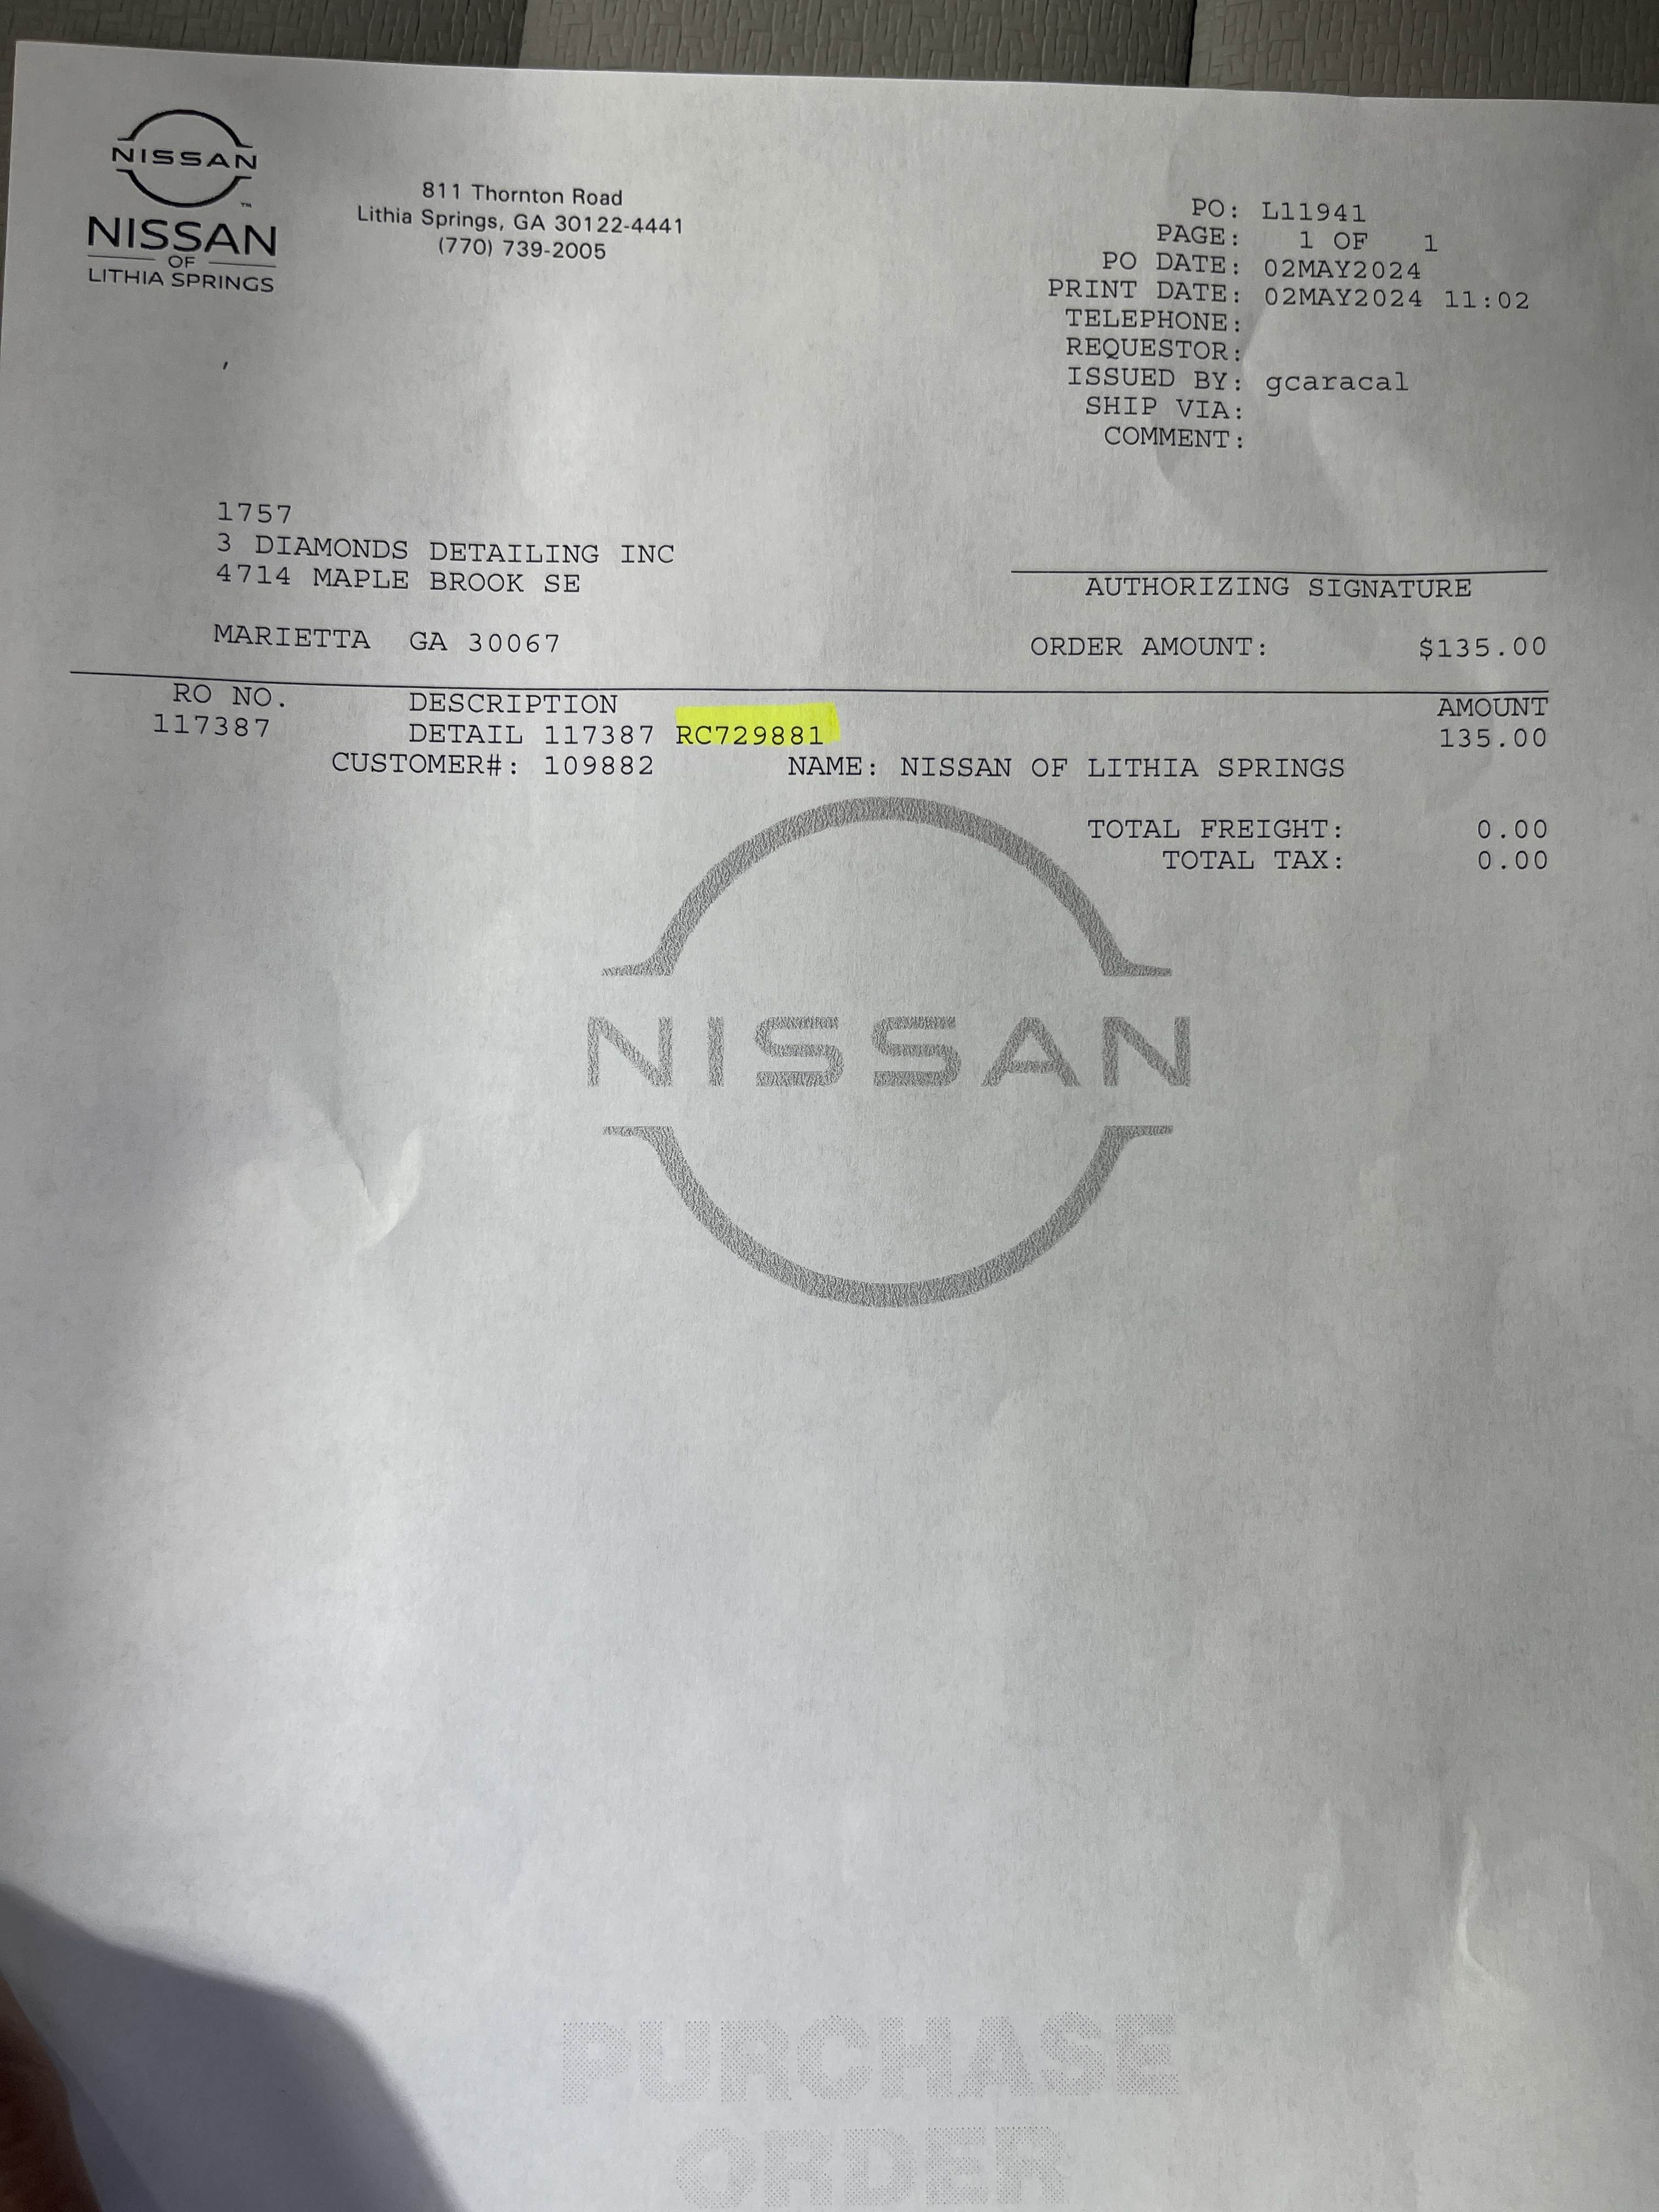 NISSAN
NISSAN
OF
LITHIA SPRINGS
811 Thornton Road
Lithia Springs, GA 30122-4441
(770) 739-2005
PO: L11941
PAGE: 1 OF 1
PO DATE: 02MAY2024
PRINT DATE: 02MAY2024 11:02
TELEPHONE:
REQUESTOR:
ISSUED BY: gcaracal
SHIP VIA:
COMMENT:
1757
3 DIAMONDS DETAILING INC
4714 MAPLE BROOK SE
MARIETTA GA 30067
AUTHORIZING SIGNATURE
ORDER AMOUNT: $135.00
RO NO. DESCRIPTION AMOUNT
117387 DETAIL 117387 RC729881 135.00
CUSTOMER#: 109882 NAME: NISSAN OF LITHIA SPRINGS
TOTAL FREIGHT: 0.00
TOTAL TAX: 0.00
NISSAN
PURCHASE
ORDER